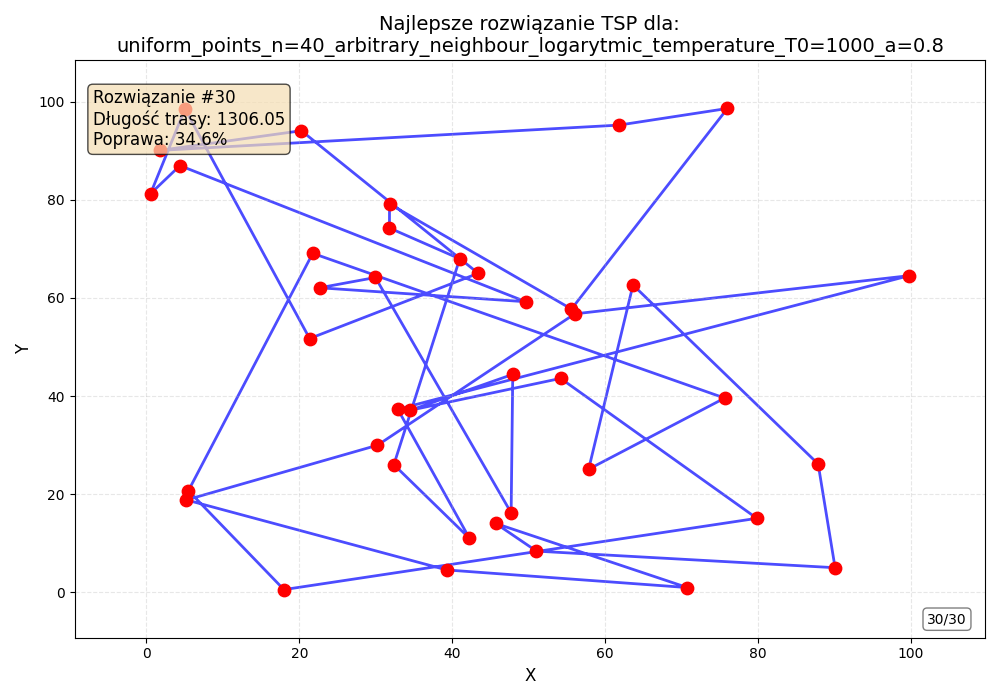 Najlepsze rozwiązanie TSP dla:
uniform_points_n=40_arbitrary_neighbour_logarytmic_temperature_T0=1000_a=0.8
Rozwiązanie #30
Długość trasy: 1306.05
Poprawa: 34.6%
100
80
60
40
20
0
Y
30/30
0 20 40 60 80 100
X